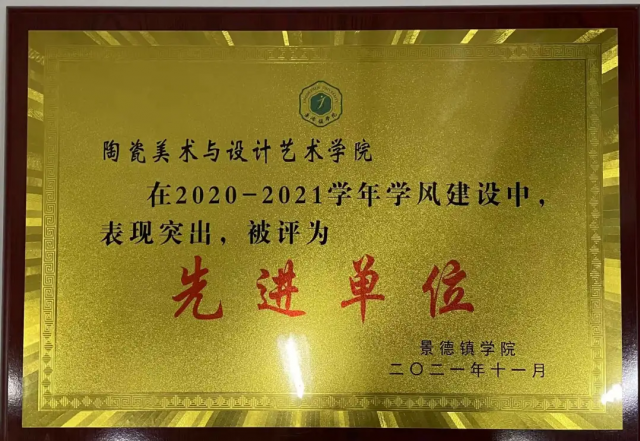 陶瓷美术与设计艺术学院
在2020-2021学年学风建设中，
表现突出，被评为
先进单位
景德镇学院
二〇二一年十一月